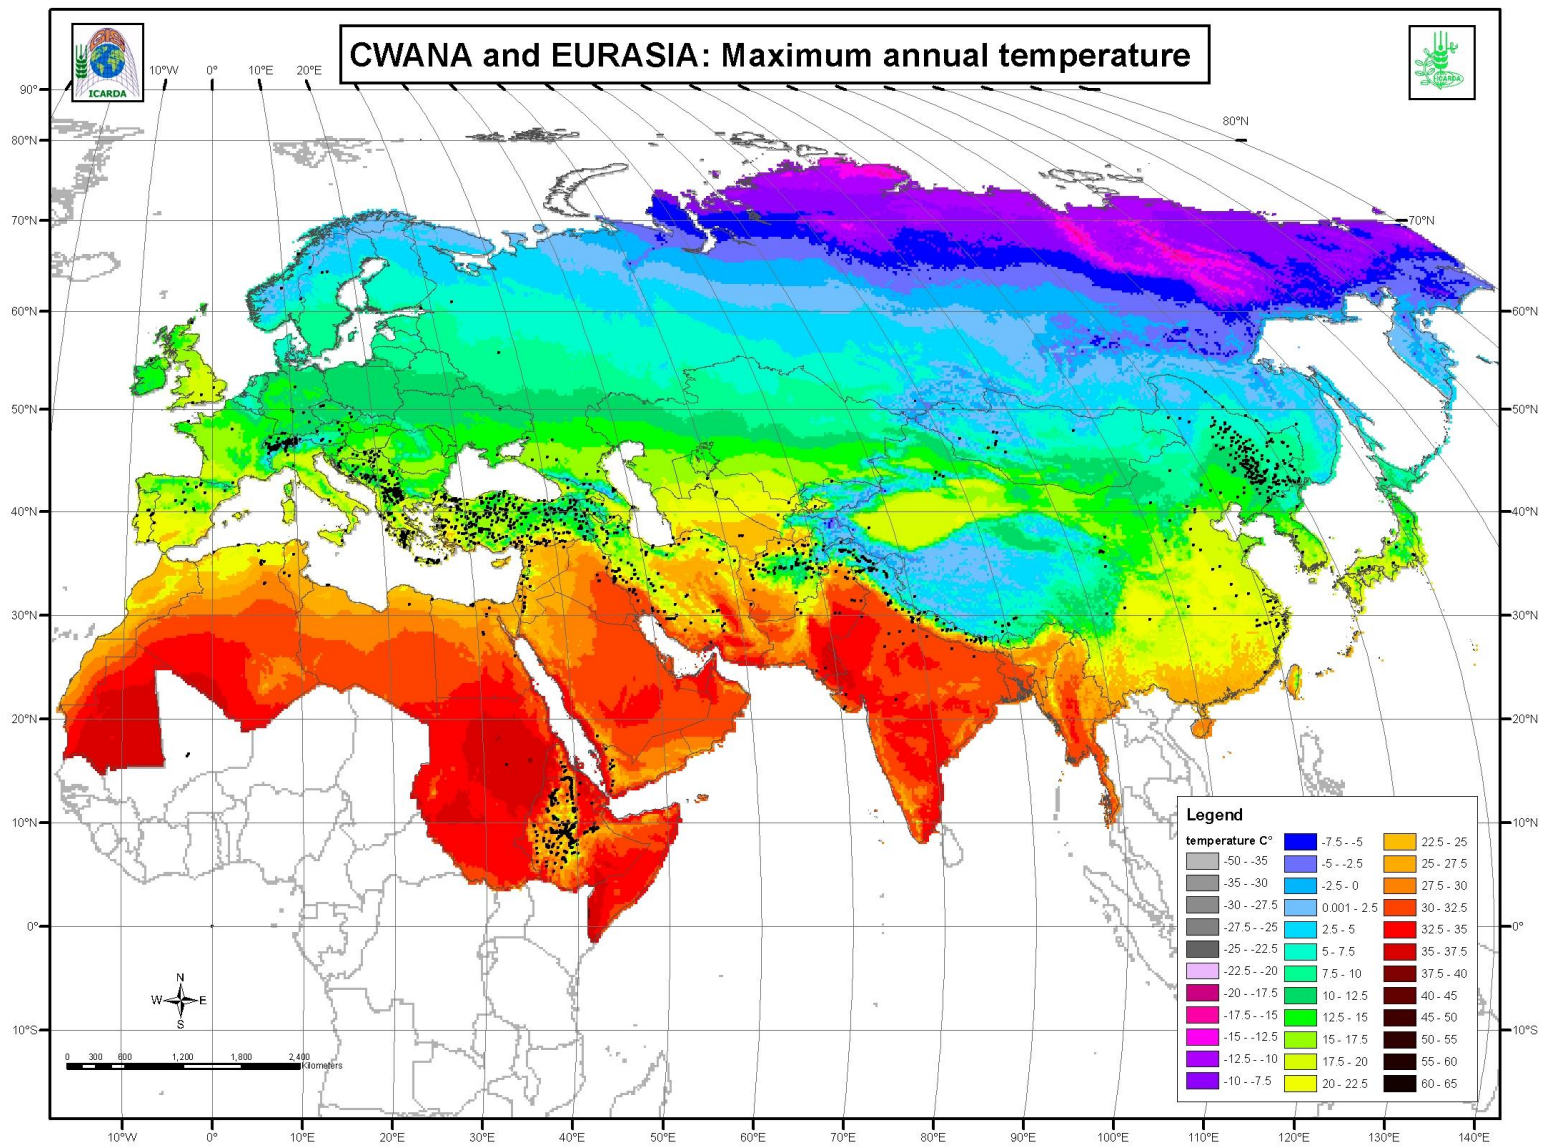 CWANA and EURASIA: Maximum annual temperature
ICARDA
ICARDA
10°W 0° 10°E 20°E
90°
80°N
80°N
80°N
70°N
70°N
60°N
60°N
50°N
50°N
40°N
40°N
30°N
30°N
20°N
20°N
10°N
10°N
0°
0°
10°S
10°S
N
W E
S
0 300 600 1,200 1,800 2,400
Kilometers
Legend
temperature C°
-50 - -35
-35 - -30
-30 - -27.5
-27.5 - -25
-25 - -22.5
-22.5 - -20
-20 - -17.5
-17.5 - -15
-15 - -12.5
-12.5 - -10
-10 - -7.5
-7.5 - -5
-5 - -2.5
-2.5 - 0
0.001 - 2.5
2.5 - 5
5 - 7.5
7.5 - 10
10 - 12.5
12.5 - 15
15 - 17.5
17.5 - 20
20 - 22.5
22.5 - 25
25 - 27.5
27.5 - 30
30 - 32.5
32.5 - 35
35 - 37.5
37.5 - 40
40 - 45
45 - 50
50 - 55
55 - 60
60 - 65
10°W 0° 10°E 20°E 30°E 40°E 50°E 60°E 70°E 80°E 90°E 100°E 110°E 120°E 130°E 140°E